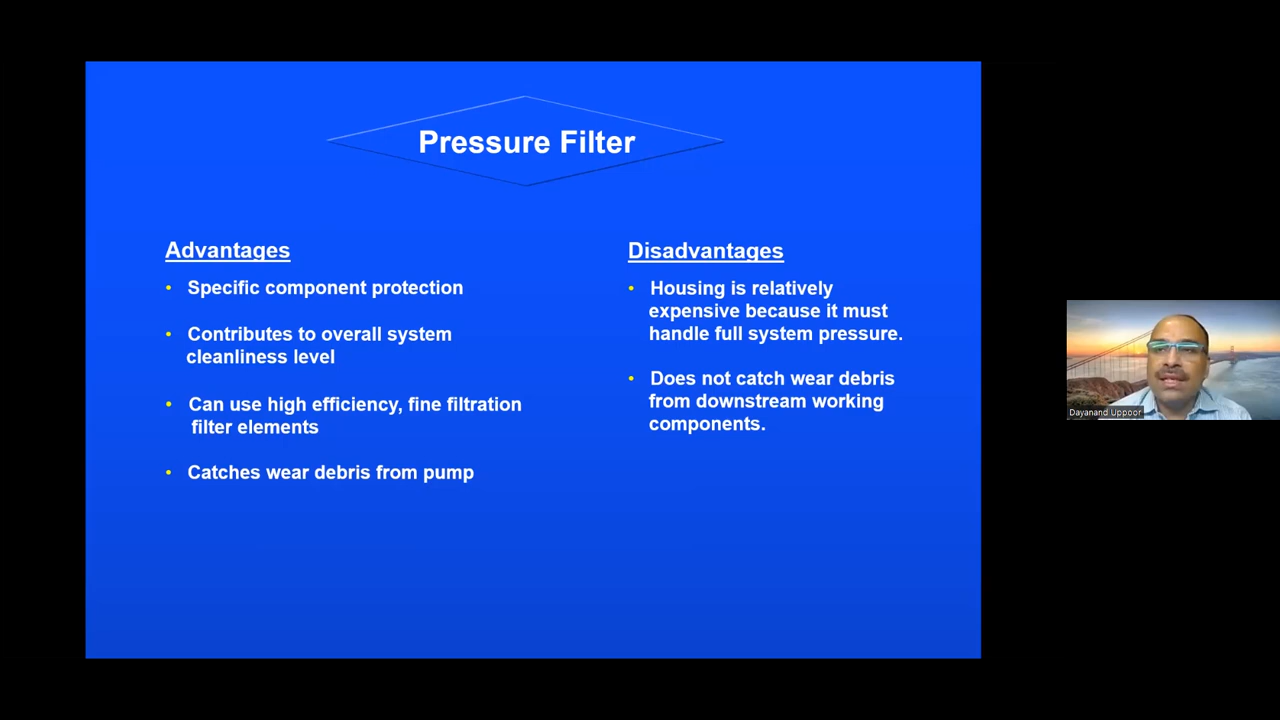 Pressure Filter
Advantages
• Specific component protection
• Contributes to overall system
cleanliness level
• Can use high efficiency, fine filtration
filter elements
• Catches wear debris from pump
Disadvantages
• Housing is relatively
expensive because it must
handle full system pressure.
• Does not catch wear debris
from downstream working
components.
Dayanand Uppoor